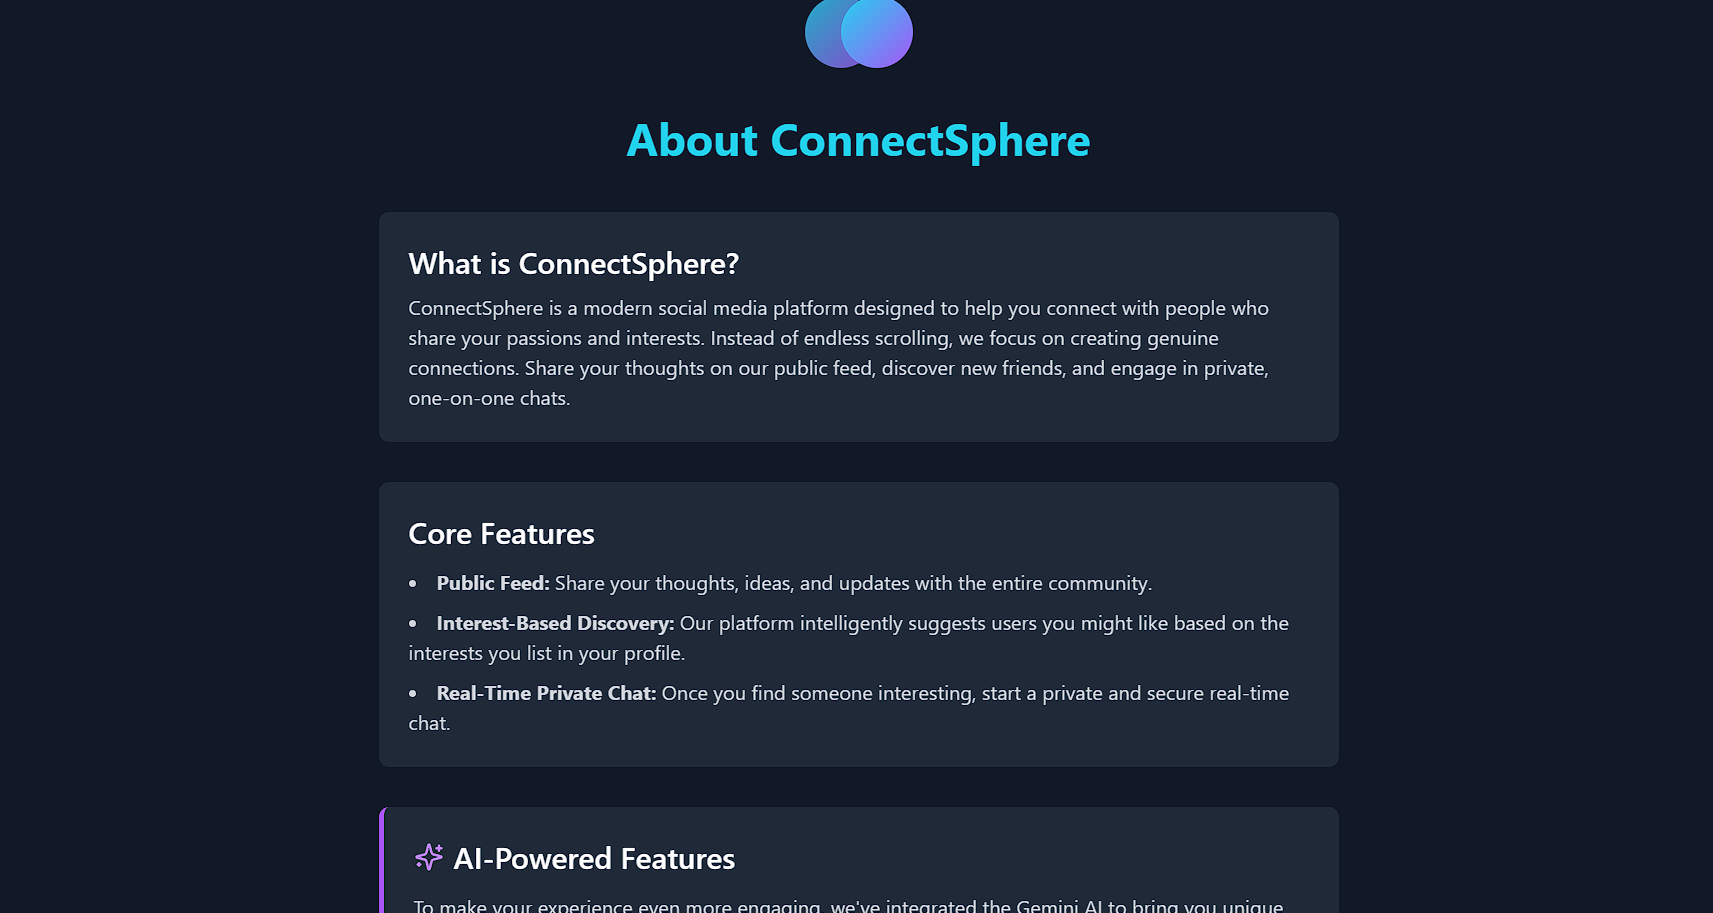 About ConnectSphere
What is ConnectSphere?
ConnectSphere is a modern social media platform designed to help you connect with people who
share your passions and interests. Instead of endless scrolling, we focus on creating genuine
connections. Share your thoughts on our public feed, discover new friends, and engage in private,
one-on-one chats.
Core Features
• Public Feed: Share your thoughts, ideas, and updates with the entire community.
• Interest-Based Discovery: Our platform intelligently suggests users you might like based on the
interests you list in your profile.
• Real-Time Private Chat: Once you find someone interesting, start a private and secure real-time
chat.
AI-Powered Features
To make your experience even more engaging, we've integrated the Gemini AI to bring you unique